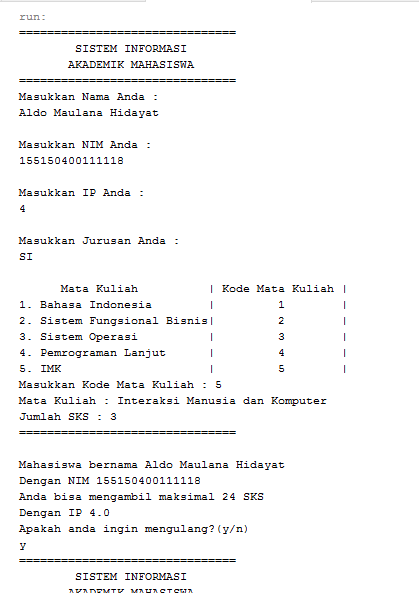 run:
===============================
SISTEM INFORMASI
AKADEMIK MAHASISWA
===============================
Masukkan Nama Anda :
Aldo Maulana Hidayat
Masukkan NIM Anda :
155150400111118
Masukkan IP Anda :
4
Masukkan Jurusan Anda :
SI
Mata Kuliah | Kode Mata Kuliah |
1. Bahasa Indonesia | 1 |
2. Sistem Fungsional Bisnis| 2 |
3. Sistem Operasi | 3 |
4. Pemrograman Lanjut | 4 |
5. IMK | 5 |
Masukkan Kode Mata Kuliah : 5
Mata Kuliah : Interaksi Manusia dan Komputer
Jumlah SKS : 3
===============================
Mahasiswa bernama Aldo Maulana Hidayat
Dengan NIM 155150400111118
Anda bisa mengambil maksimal 24 SKS
Dengan IP 4.0
Apakah anda ingin mengulang?(y/n)
y
===============================
SISTEM INFORMASI
AKADEMIK MAHASISWA